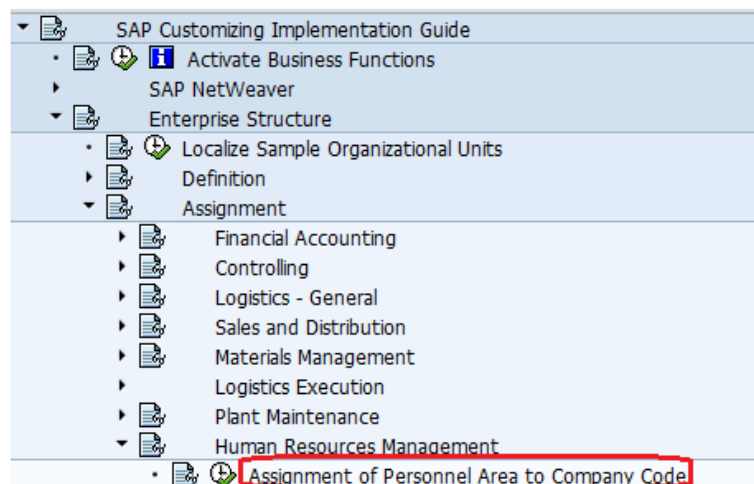 SAP Customizing Implementation Guide
Activate Business Functions
SAP NetWeaver
Enterprise Structure
Localize Sample Organizational Units
Definition
Assignment
Financial Accounting
Controlling
Logistics - General
Sales and Distribution
Materials Management
Logistics Execution
Plant Maintenance
Human Resources Management
Assignment of Personnel Area to Company Code